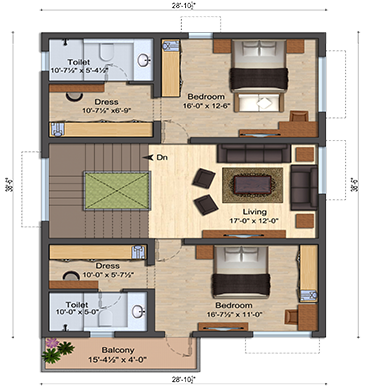 28'-10½"
Toilet
10'-7½" x 5'-4½"
Bedroom
16'-0" x 12'-6"
Dress
10'-7½" x6'-9"
38'-6"
38'-6"
Dn
Living
17'-0" x 12'-0"
Dress
10'-0" x 5'-7½"
Toilet
10'-0" x 5'-0"
Bedroom
16'-7½" x 11'-0"
Balcony
15'-4½" x 4'-0"
28'-10½"